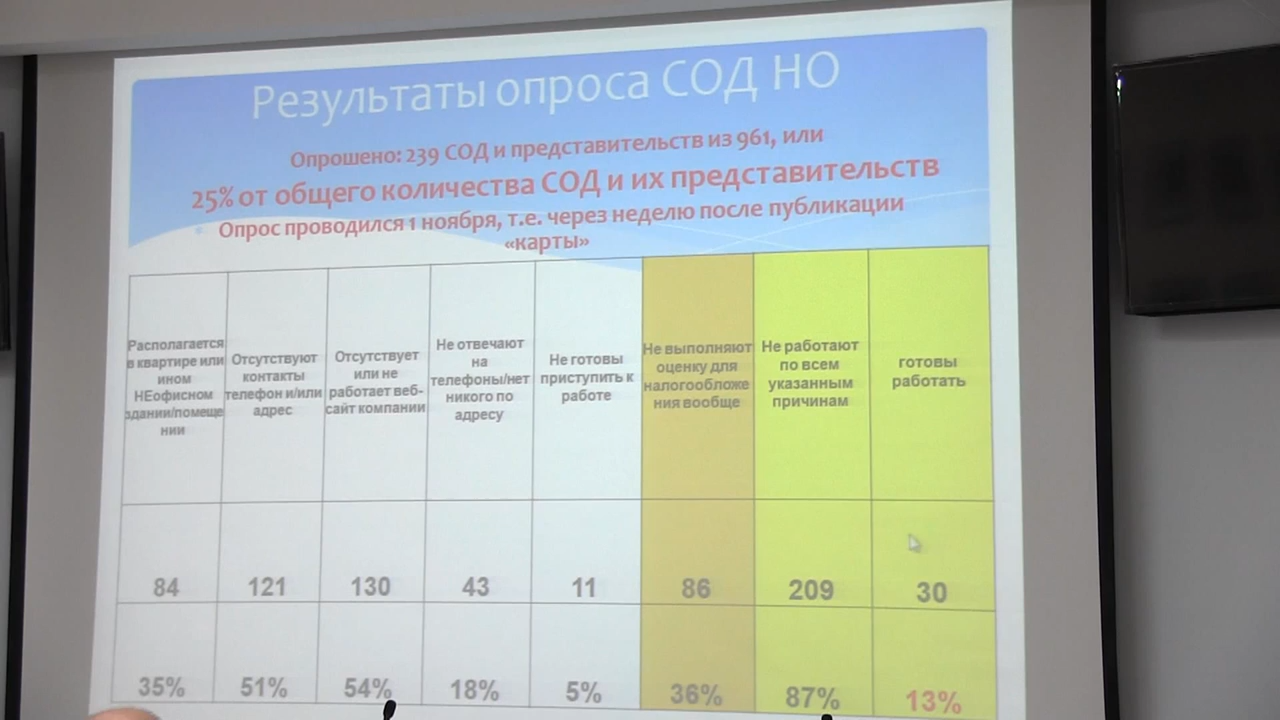 Результаты опроса СОД НО
Опрошено: 239 СОД и представительств из 961, или
25% от общего количества СОД и их представительств
Опрос проводился 1 ноября, т.е. через неделю после публикации
«карты»
Располагается
в квартире или
ином
НЕофисном
здании/помеще
нии
Отсутствуют
контакты
телефон и/или
адрес
Отсутствует
или не
работает веб-
сайт компании
Не отвечают
на
телефоны/нет
никого по
адресу
Не готовы
приступить к
работе
Не выполняют
оценку для
налогообложе
ния вообще
Не работают
по всем
указанным
причинам
готовы
работать
84 121 130 43 11 86 209 30
35% 51% 54% 18% 5% 36% 87% 13%